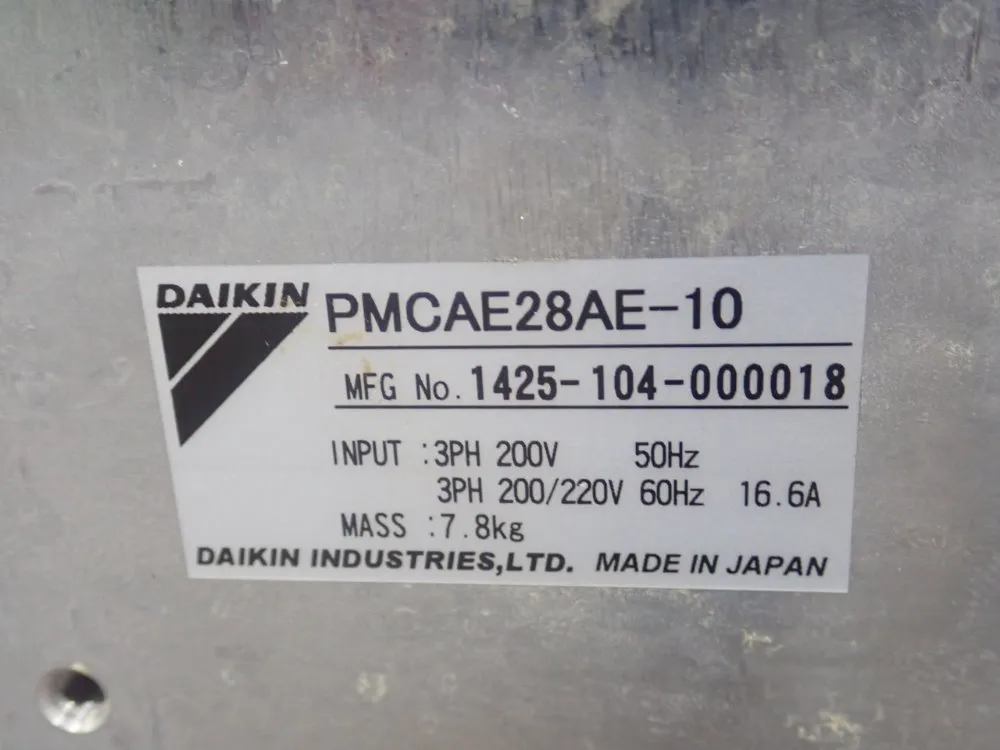 DAIKIN
PMCAE28AE-10
MFG No. 1425-104-000018
INPUT :3PH 200V 50Hz
3PH 200/220V 60Hz 16.6A
MASS :7.8kg
DAIKIN INDUSTRIES,LTD. MADE IN JAPAN